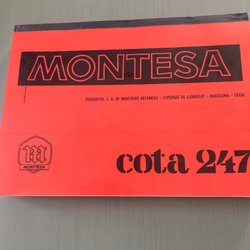 MONTESA
PERMANYER, S. A. DE INDUSTRIAS MECANICAS - ESPLUGAS DE LLOBREGAT - BARCELONA - SPAIN
MONTESA
cota 247